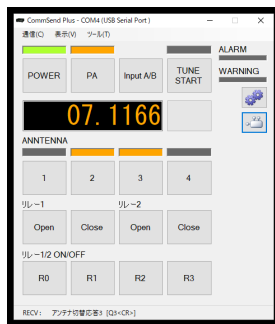 CommSend Plus - COM4 (USB Serial Port )
通信(C) 表示(V) ツール(T)
ALARM
POWER PA Input A/B TUNE START
WARNING
07.1166
ANNTENNA
1 2 3 4
リレー1 リレー2
Open Close Open Close
リレー1/2 ON/OFF
R0 R1 R2 R3
RECV : アンテナ切替応答3 [Q3<CR>]